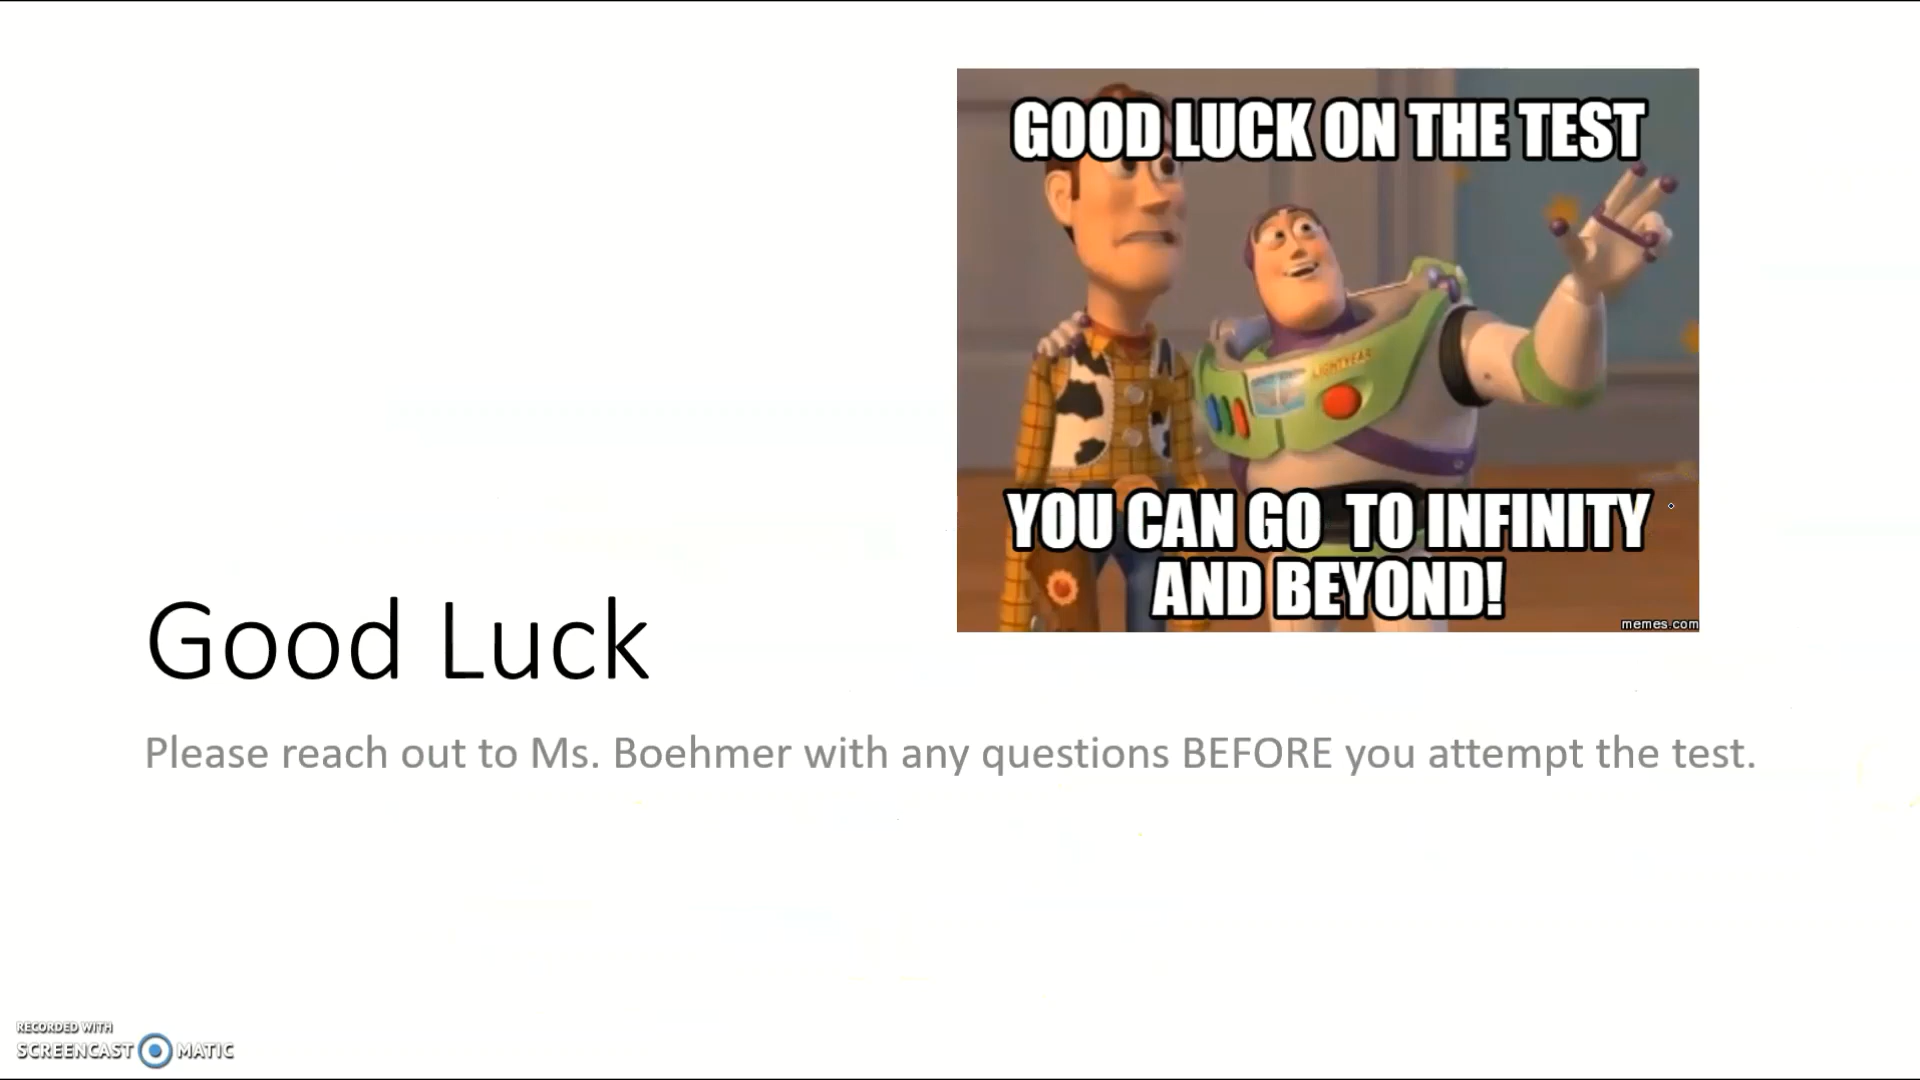 GOOD LUCK ON THE TEST
LIGHTYEAR
YOU CAN GO TO INFINITY
AND BEYOND!
memes.com
Good Luck
Please reach out to Ms. Boehmer with any questions BEFORE you attempt the test.
RECORDED WITH
SCREENCAST MATIC